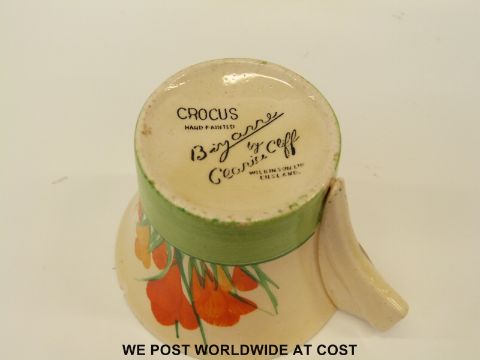 CROCUS
HAND PAINTED
Bizarre
by
Clarice Cliff
WILKINSON LTD
ENGLAND.
WE POST WORLDWIDE AT COST